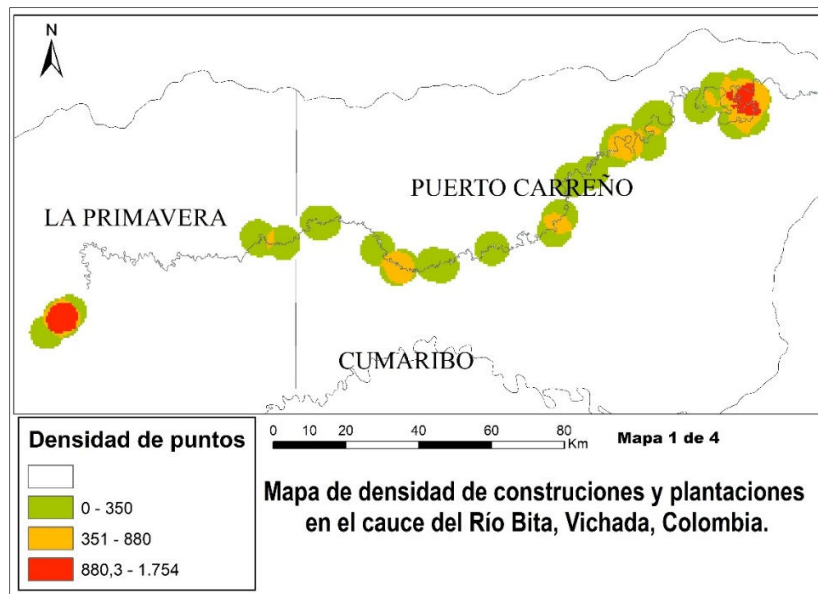 N
PUERTO CARREÑO
LA PRIMAVERA
CUMARIBO
Densidad de puntos
0 - 350
351 - 880
880,3 - 1.754
0 10 20 40 60 80
Km
Mapa 1 de 4
Mapa de densidad de construciones y plantaciones
en el cauce del Río Bita, Vichada, Colombia.